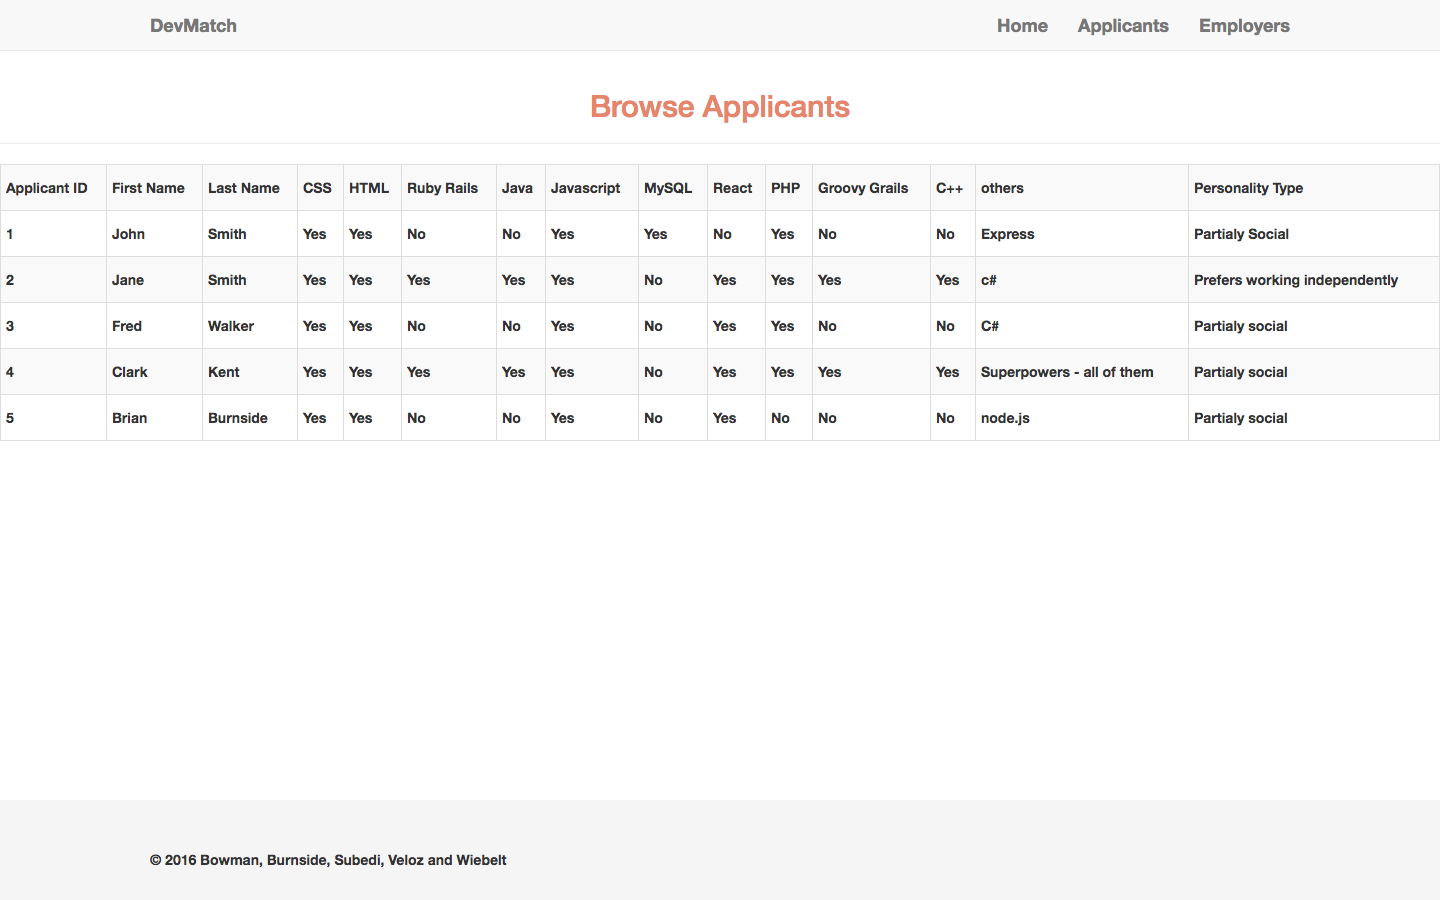 DevMatch Home Applicants Employers
Browse Applicants
Applicant ID First Name Last Name CSS HTML Ruby Rails Java Javascript MySQL React PHP Groovy Grails C++ others Personality Type
1 John Smith Yes Yes No No Yes Yes No Yes No No Express Partialy Social
2 Jane Smith Yes Yes Yes Yes Yes No Yes Yes Yes Yes c# Prefers working independently
3 Fred Walker Yes Yes No No Yes No Yes Yes No No C# Partialy social
4 Clark Kent Yes Yes Yes Yes Yes No Yes Yes Yes Yes Superpowers - all of them Partialy social
5 Brian Burnside Yes Yes No No Yes No Yes No No No node.js Partialy social
© 2016 Bowman, Burnside, Subedi, Veloz and Wiebelt